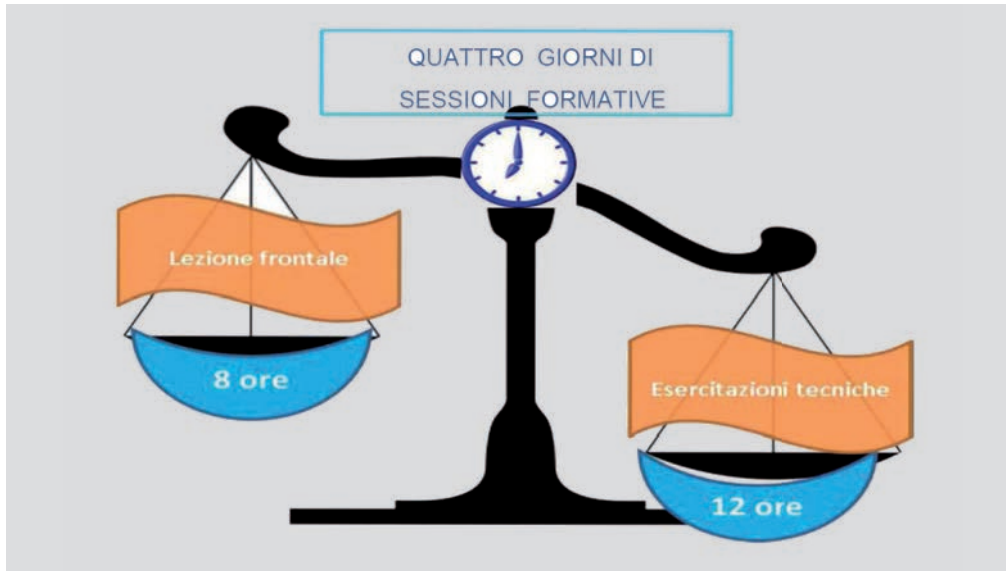 QUATTRO GIORNI DI
SESSIONI FORMATIVE
Lezione frontale
8 ore
Esercitazioni tecniche
12 ore